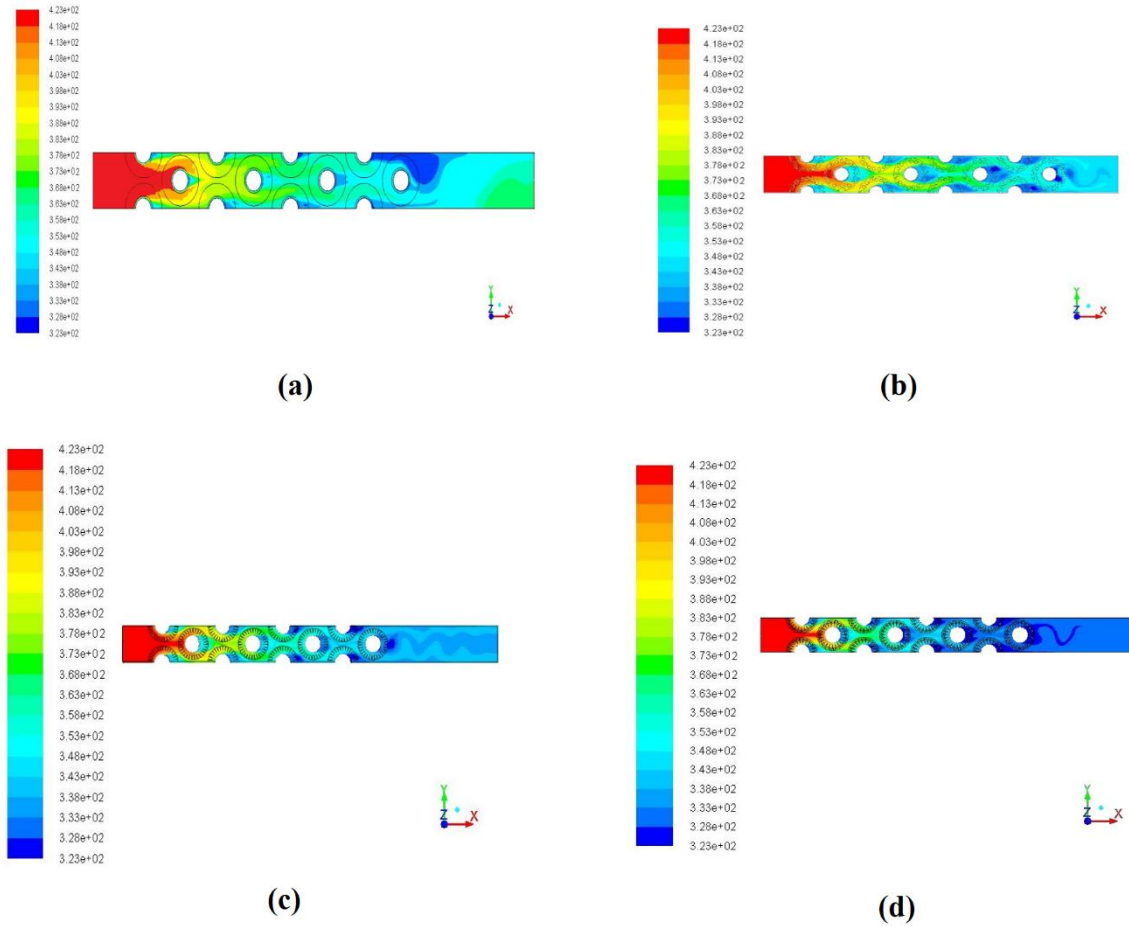 4.23e+02
4.18e+02
4.13e+02
4.08e+02
4.03e+02
3.98e+02
3.93e+02
3.88e+02
3.83e+02
3.78e+02
3.73e+02
3.68e+02
3.63e+02
3.58e+02
3.53e+02
3.48e+02
3.43e+02
3.38e+02
3.33e+02
3.28e+02
3.23e+02
Y
Z X
(a)
4.23e+02
4.18e+02
4.13e+02
4.08e+02
4.03e+02
3.98e+02
3.93e+02
3.88e+02
3.83e+02
3.78e+02
3.73e+02
3.68e+02
3.63e+02
3.58e+02
3.53e+02
3.48e+02
3.43e+02
3.38e+02
3.33e+02
3.28e+02
3.23e+02
Y
Z X
(b)
4.23e+02
4.18e+02
4.13e+02
4.08e+02
4.03e+02
3.98e+02
3.93e+02
3.88e+02
3.83e+02
3.78e+02
3.73e+02
3.68e+02
3.63e+02
3.58e+02
3.53e+02
3.48e+02
3.43e+02
3.38e+02
3.33e+02
3.28e+02
3.23e+02
Y
Z X
(c)
4.23e+02
4.18e+02
4.13e+02
4.08e+02
4.03e+02
3.98e+02
3.93e+02
3.88e+02
3.83e+02
3.78e+02
3.73e+02
3.68e+02
3.63e+02
3.58e+02
3.53e+02
3.48e+02
3.43e+02
3.38e+02
3.33e+02
3.28e+02
3.23e+02
Y
Z X
(d)